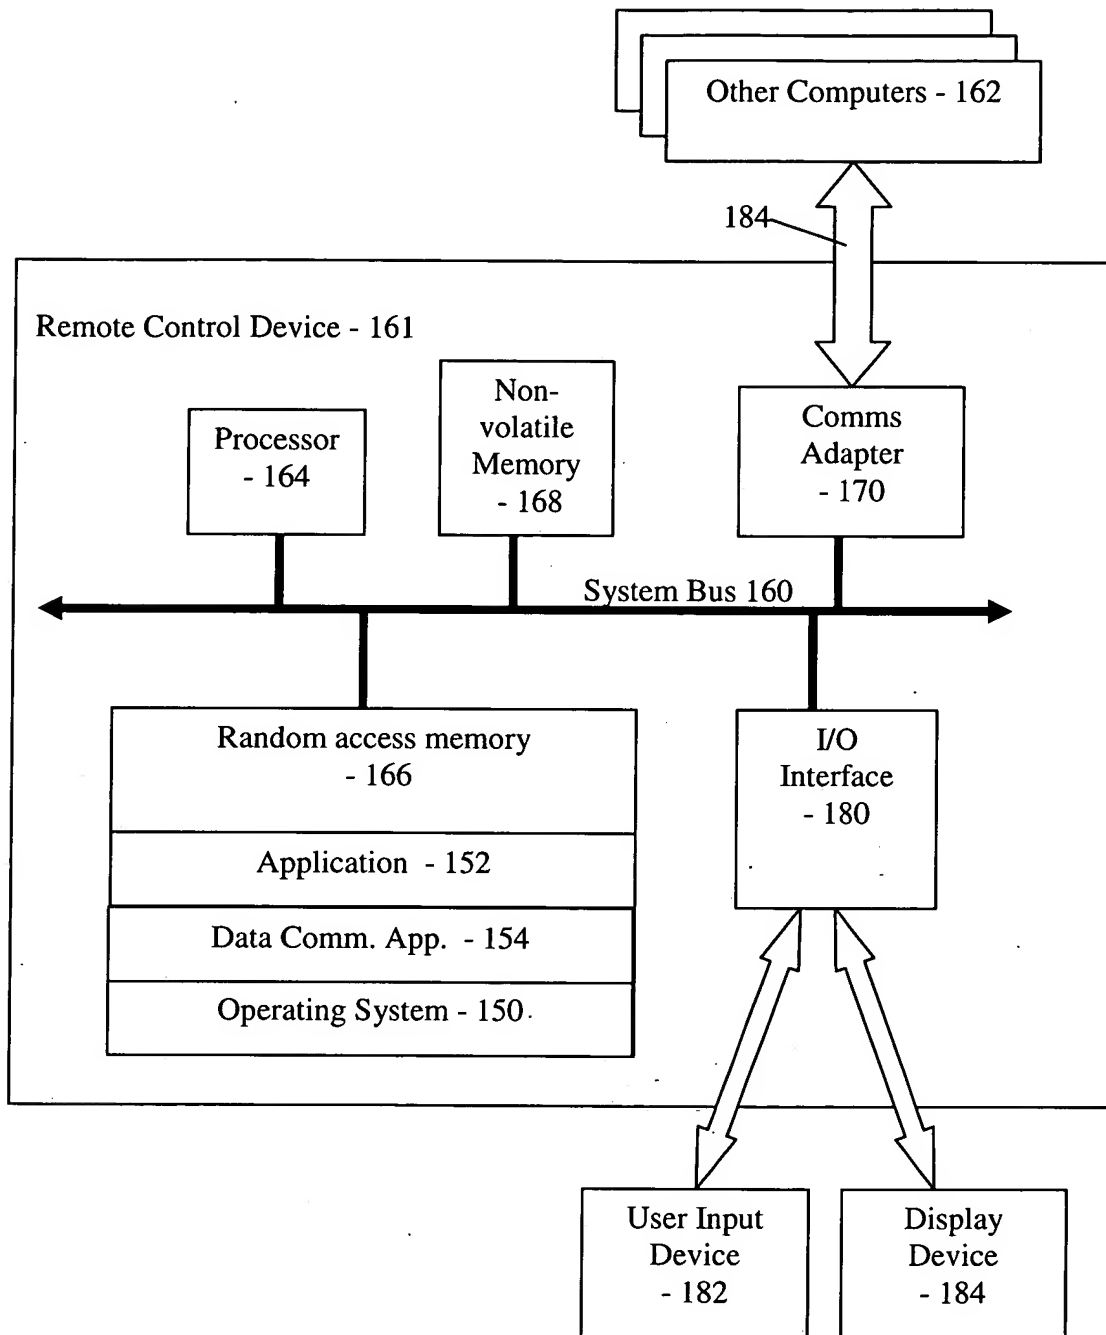 Other Computers - 162
184
Remote Control Device - 161
Non-
volatile
Memory
- 168
Processor
- 164
Comms
Adapter
- 170
System Bus 160
Random access memory
- 166
Application - 152
Data Comm. App. - 154
Operating System - 150
I/O
Interface
- 180
User Input
Device
- 182
Display
Device
- 184